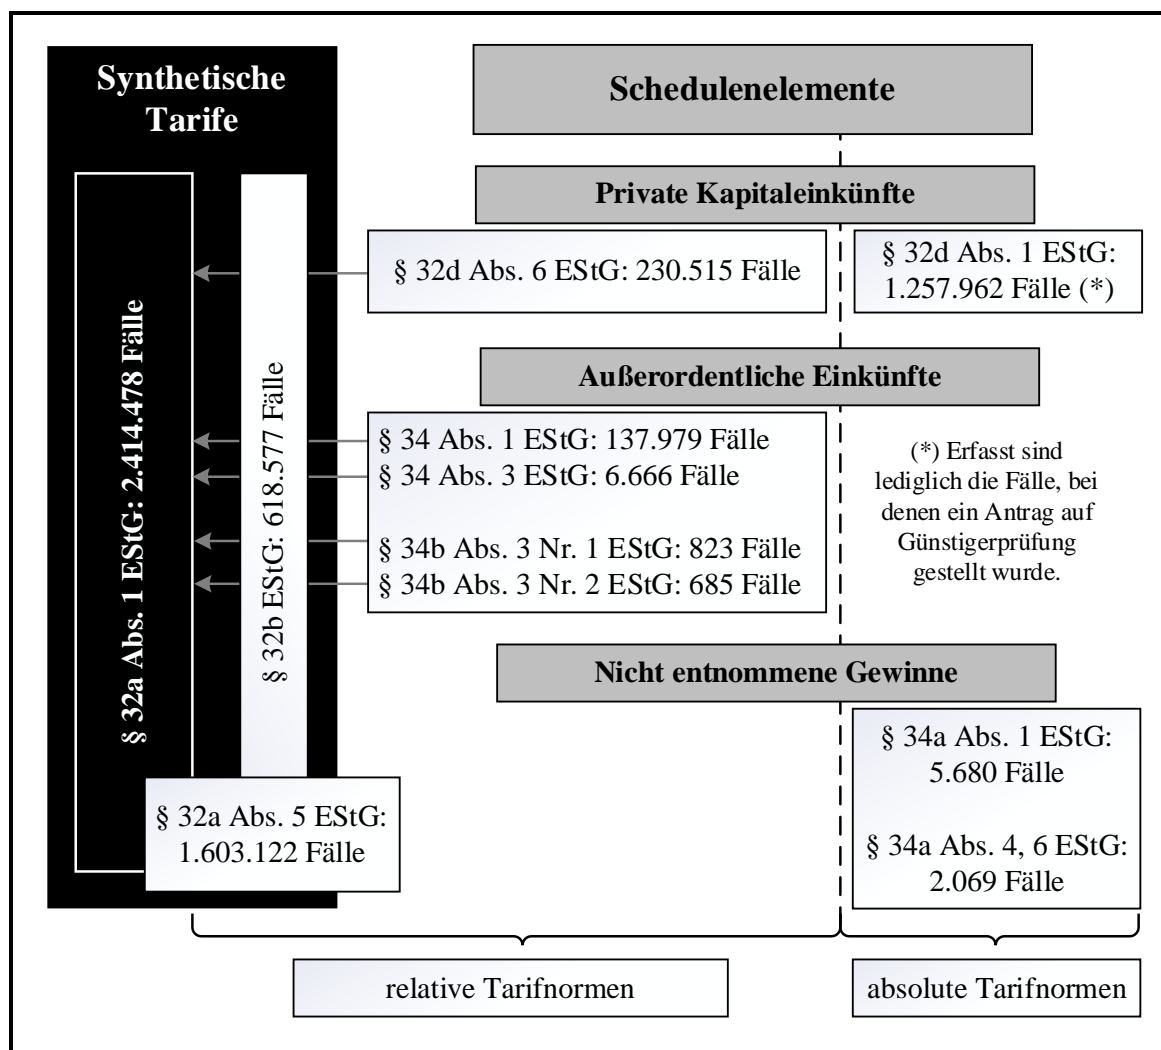 Synthetische
Tarife
§ 32a Abs. 1 EStG: 2.414.478 Fälle
§ 32b EStG: 618.577 Fälle
§ 32a Abs. 5 EStG:
1.603.122 Fälle
Schedulenelemente
Private Kapitaleinkünfte
§ 32d Abs. 6 EStG: 230.515 Fälle
§ 32d Abs. 1 EStG:
1.257.962 Fälle (*)
Außerordentliche Einkünfte
§ 34 Abs. 1 EStG: 137.979 Fälle
§ 34 Abs. 3 EStG: 6.666 Fälle
§ 34b Abs. 3 Nr. 1 EStG: 823 Fälle
§ 34b Abs. 3 Nr. 2 EStG: 685 Fälle
(*) Erfasst sind
lediglich die Fälle, bei
denen ein Antrag auf
Günstigerprüfung
gestellt wurde.
Nicht entnommene Gewinne
§ 34a Abs. 1 EStG:
5.680 Fälle
§ 34a Abs. 4, 6 EStG:
2.069 Fälle
relative Tarifnormen
absolute Tarifnormen